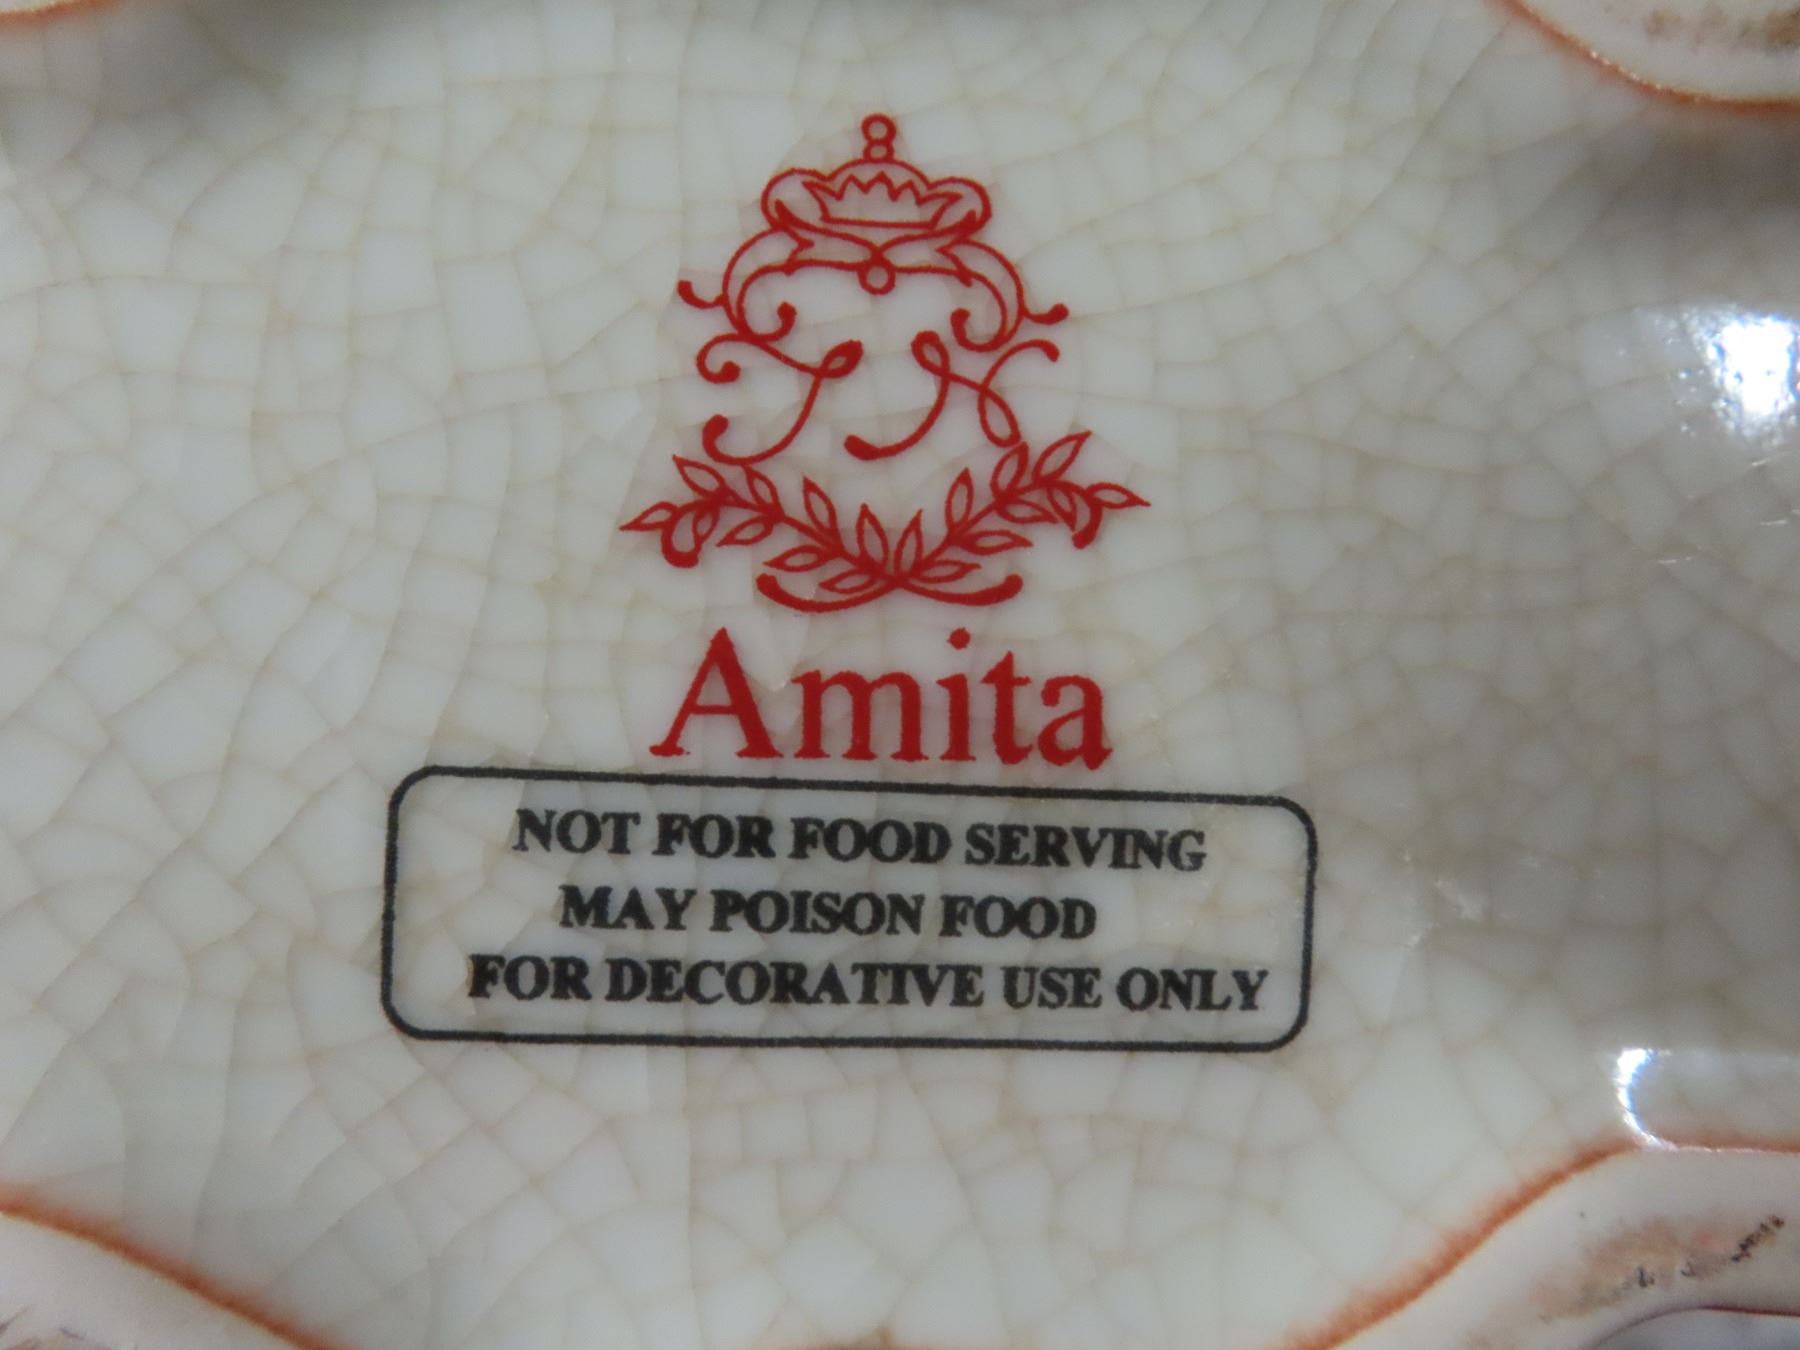 Amita
NOT FOR FOOD SERVING
MAY POISON FOOD
FOR DECORATIVE USE ONLY